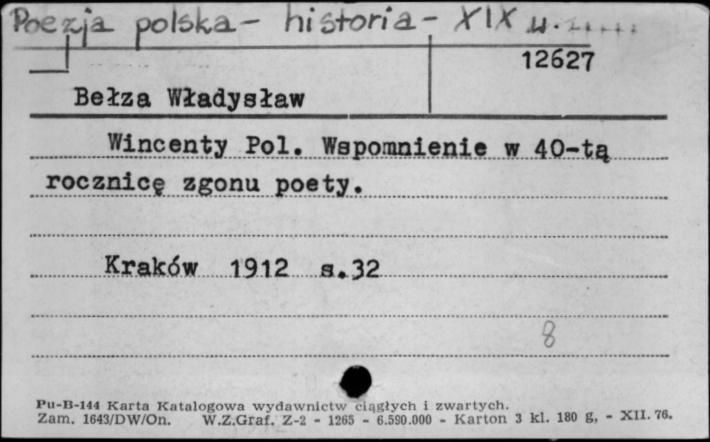 Poezja polska - historia - XIX w.
12627
Bełza Władysław
Wincenty Pol. Wspomnienie w 40-tą
rocznicę zgonu poety.
Kraków 1912 s.32
8
Pu-B-144 Karta Katalogowa wydawnictw ciągłych i zwartych.
Zam. 1643/DW/On. W.Z.Graf. Z-2 - 1265 - 6.590.000 - Karton 3 kl. 180 g, - XII. 76.